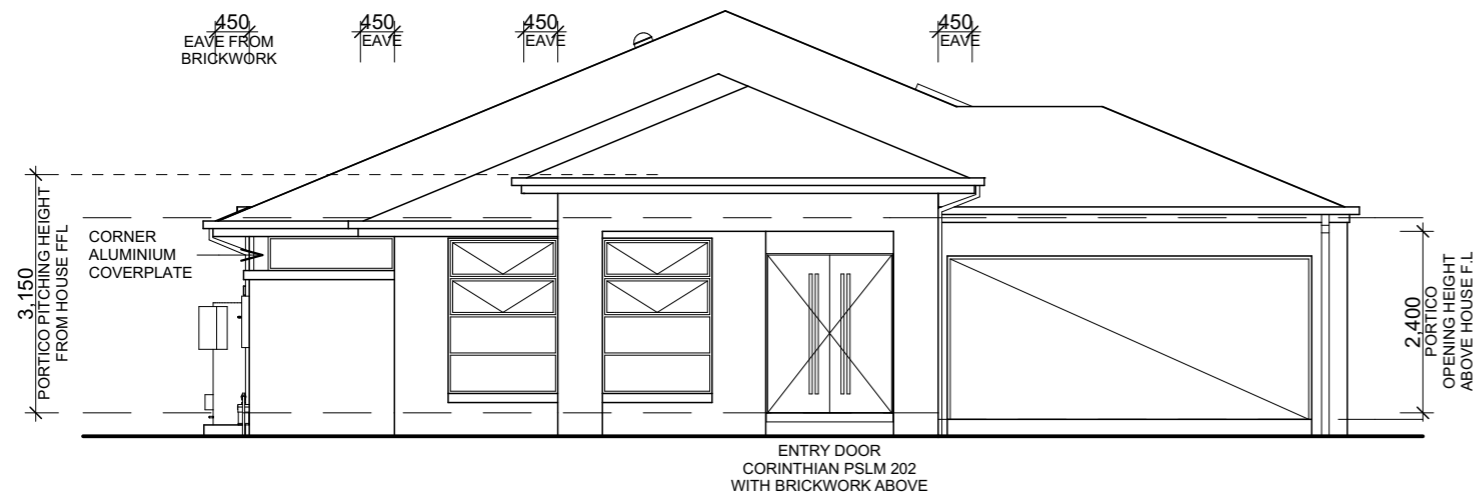 450
EAVE FROM
BRICKWORK
450
EAVE
450
EAVE
450
EAVE
3,150
PORTICO PITCHING HEIGHT
FROM HOUSE FFL
CORNER
ALUMINIUM
COVERPLATE
2,400
PORTICO
OPENING HEIGHT
ABOVE HOUSE F.L
ENTRY DOOR
CORINTHIAN PSLM 202
WITH BRICKWORK ABOVE